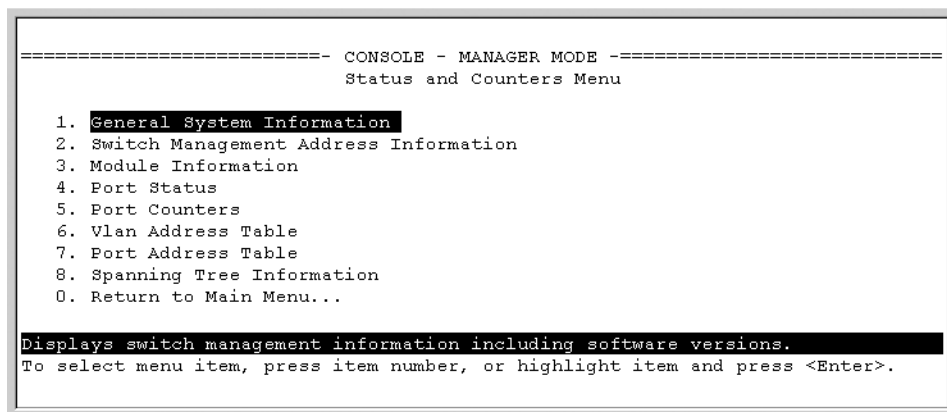 ==========================- CONSOLE - MANAGER MODE -============================
Status and Counters Menu
1. General System Information
2. Switch Management Address Information
3. Module Information
4. Port Status
5. Port Counters
6. Vlan Address Table
7. Port Address Table
8. Spanning Tree Information
0. Return to Main Menu...
Displays switch management information including software versions.
To select menu item, press item number, or highlight item and press <Enter>.